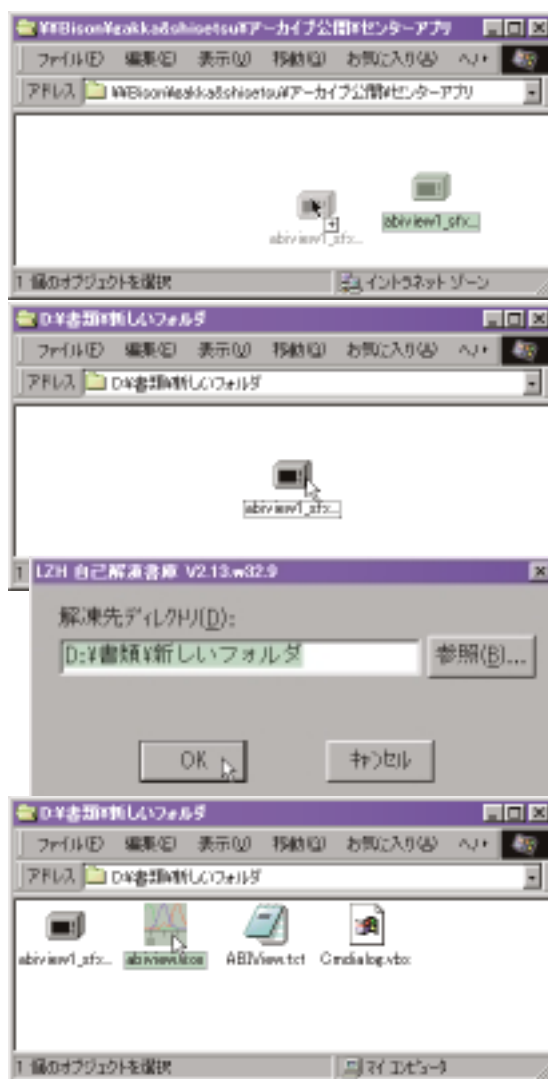 ¥¥Bison¥gakka&shisetsu¥アーカイブ公開¥センターアプリ
ファイル(F) 編集(E) 表示(V) 移動(G) お気に入り(A) ヘル
アドレス ¥¥Bison¥gakka&shisetsu¥アーカイブ公開¥センターアプリ
abiview1_sfx...
abiview1_sfx...
1 個のオブジェクトを選択 イントラネット ゾーン
D:¥書類¥新しいフォルダ
ファイル(F) 編集(E) 表示(V) 移動(G) お気に入り(A) ヘル
アドレス D:¥書類¥新しいフォルダ
abiview1_sfx...
1
LZH 自己解凍書庫 V2.13.w32.9
解凍先ディレクトリ(D):
D:¥書類¥新しいフォルダ 参照(B)...
OK キャンセル
D:¥書類¥新しいフォルダ
ファイル(F) 編集(E) 表示(V) 移動(G) お気に入り(A) ヘル
アドレス D:¥書類¥新しいフォルダ
abiview1_sfx... abiview.exe ABIView.txt Cmdialog.vbx
1 個のオブジェクトを選択 マイ コンピュータ